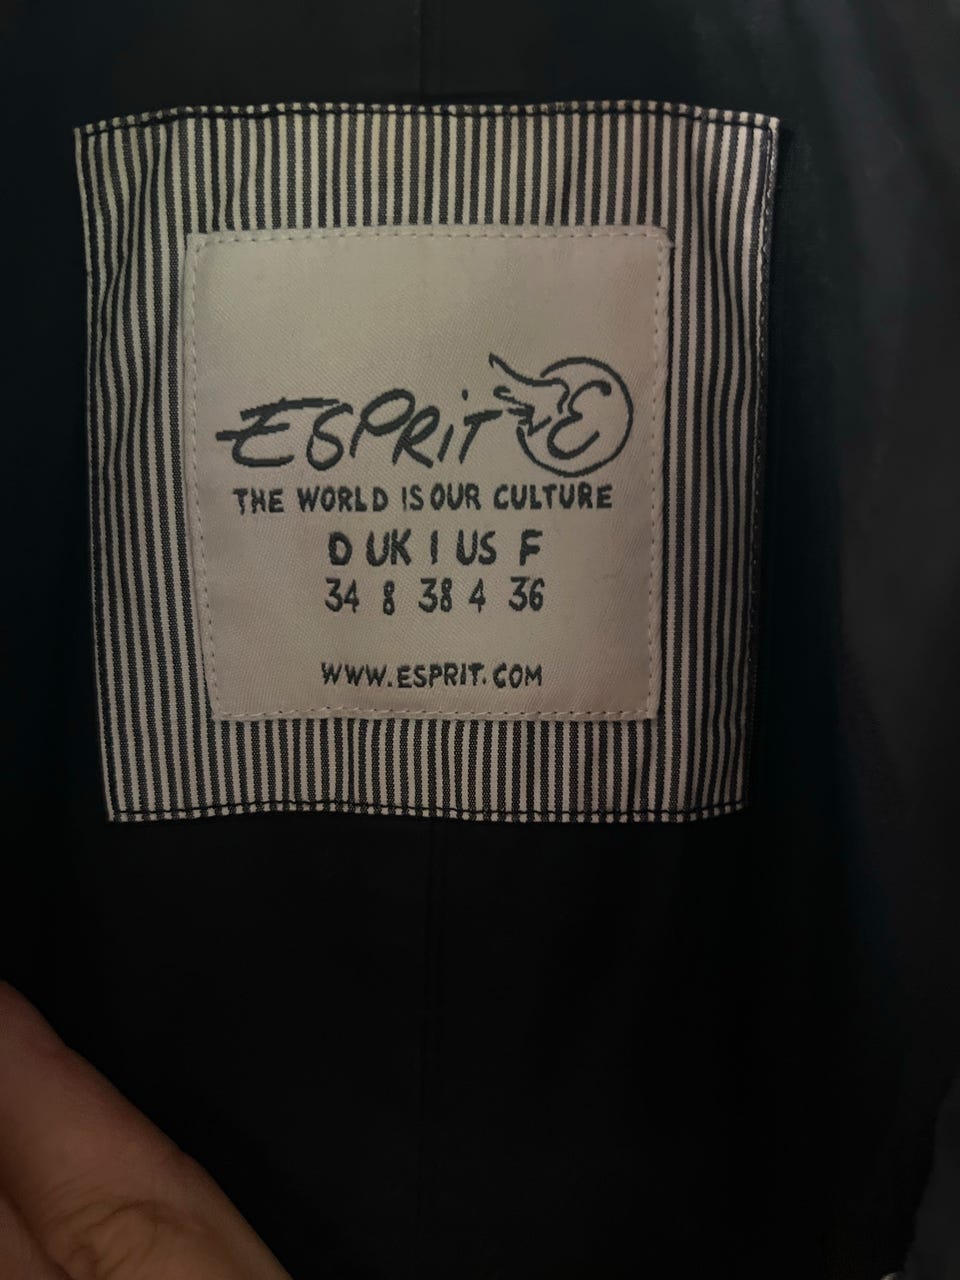 ESPRIT E
THE WORLD IS OUR CULTURE
D UK I US F
34 8 38 4 36
WWW.ESPRIT.COM